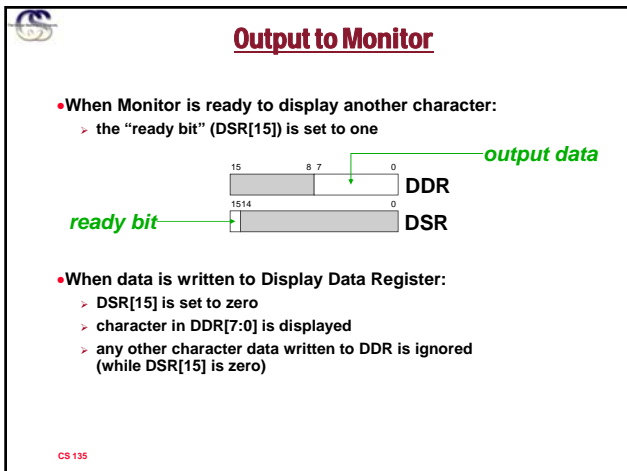 Output to Monitor
•When Monitor is ready to display another character:
➢ the “ready bit” (DSR[15]) is set to one
output data
15 8 7 0
DDR
1514 0
ready bit
DSR
•When data is written to Display Data Register:
➢ DSR[15] is set to zero
➢ character in DDR[7:0] is displayed
➢ any other character data written to DDR is ignored
(while DSR[15] is zero)
CS 135